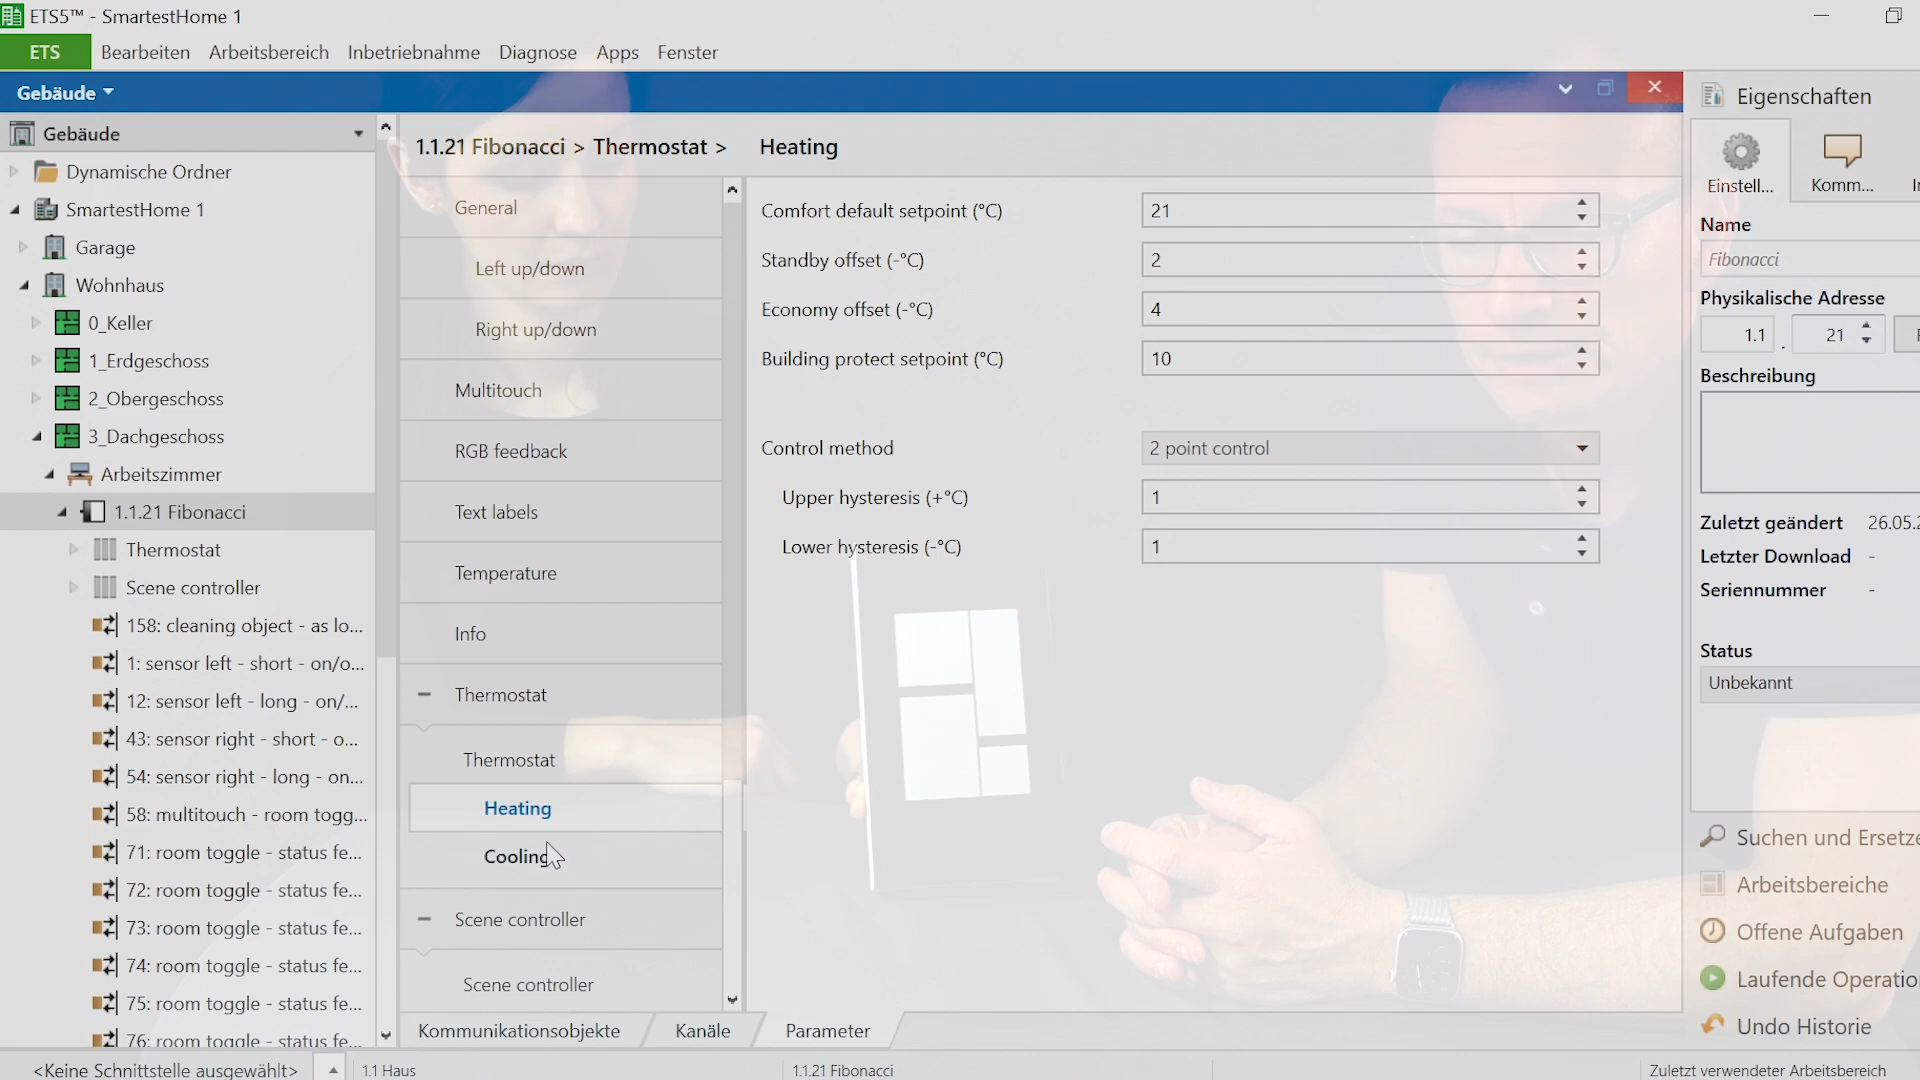 ETS5™ - SmartestHome 1
ETS Bearbeiten Arbeitsbereich Inbetriebnahme Diagnose Apps Fenster
Gebäude
Gebäude
Dynamische Ordner
SmartestHome 1
Garage
Wohnhaus
0_Keller
1_Erdgeschoss
2_Obergeschoss
3_Dachgeschoss
Arbeitszimmer
1.1.21 Fibonacci
Thermostat
Scene controller
158: cleaning object - as lo...
1: sensor left - short - on/o...
12: sensor left - long - on/...
43: sensor right - short - o...
54: sensor right - long - on...
58: multitouch - room togg...
71: room toggle - status fe...
72: room toggle - status fe...
73: room toggle - status fe...
74: room toggle - status fe...
75: room toggle - status fe...
76: room toggle - status fe...
1.1.21 Fibonacci > Thermostat > Heating
General
Left up/down
Right up/down
Multitouch
RGB feedback
Text labels
Temperature
Info
Thermostat
Thermostat
Heating
Cooling
Scene controller
Scene controller
Comfort default setpoint (°C) 21
Standby offset (-°C) 2
Economy offset (-°C) 4
Building protect setpoint (°C) 10
Control method 2 point control
Upper hysteresis (+°C) 1
Lower hysteresis (-°C) 1
Kommunikationsobjekte Kanäle Parameter
Eigenschaften
Einstell... Komm...
Name
Fibonacci
Physikalische Adresse
1.1 . 21
Beschreibung
Zuletzt geändert 26.05.
Letzter Download -
Seriennummer -
Status
Unbekannt
Suchen und Ersetze
Arbeitsbereiche
Offene Aufgaben
Laufende Operatio
Undo Historie
<Keine Schnittstelle ausgewählt> 1.1 Haus 1.1.21 Fibonacci Zuletzt verwendeter Arbeitsbereich